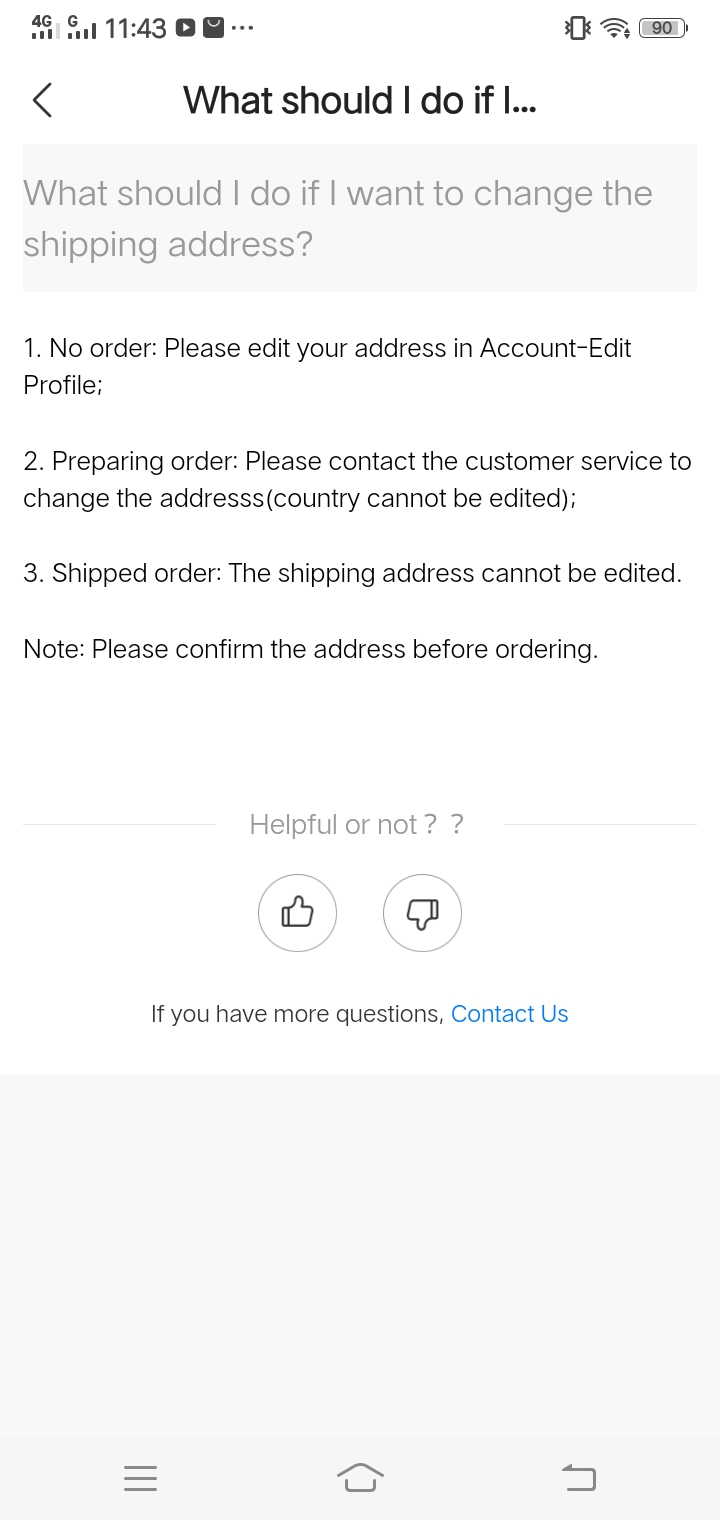 4G G 11:43 90
What should I do if I...
What should I do if I want to change the
shipping address?
1. No order: Please edit your address in Account-Edit
Profile;
2. Preparing order: Please contact the customer service to
change the addresss(country cannot be edited);
3. Shipped order: The shipping address cannot be edited.
Note: Please confirm the address before ordering.
Helpful or not? ?
If you have more questions, Contact Us